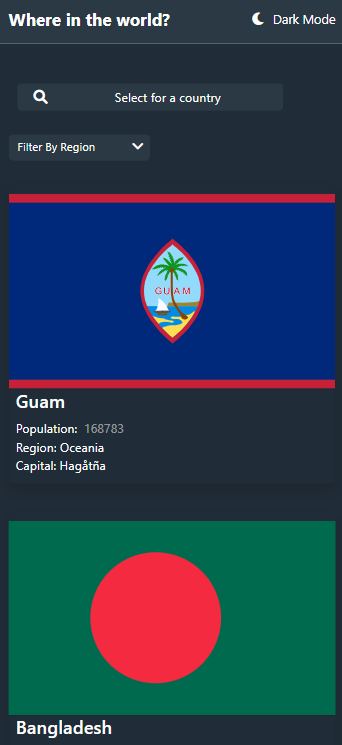 Where in the world?
Dark Mode
Select for a country
Filter By Region
GUAM
Guam
Population: 168783
Region: Oceania
Capital: Hagåtña
Bangladesh